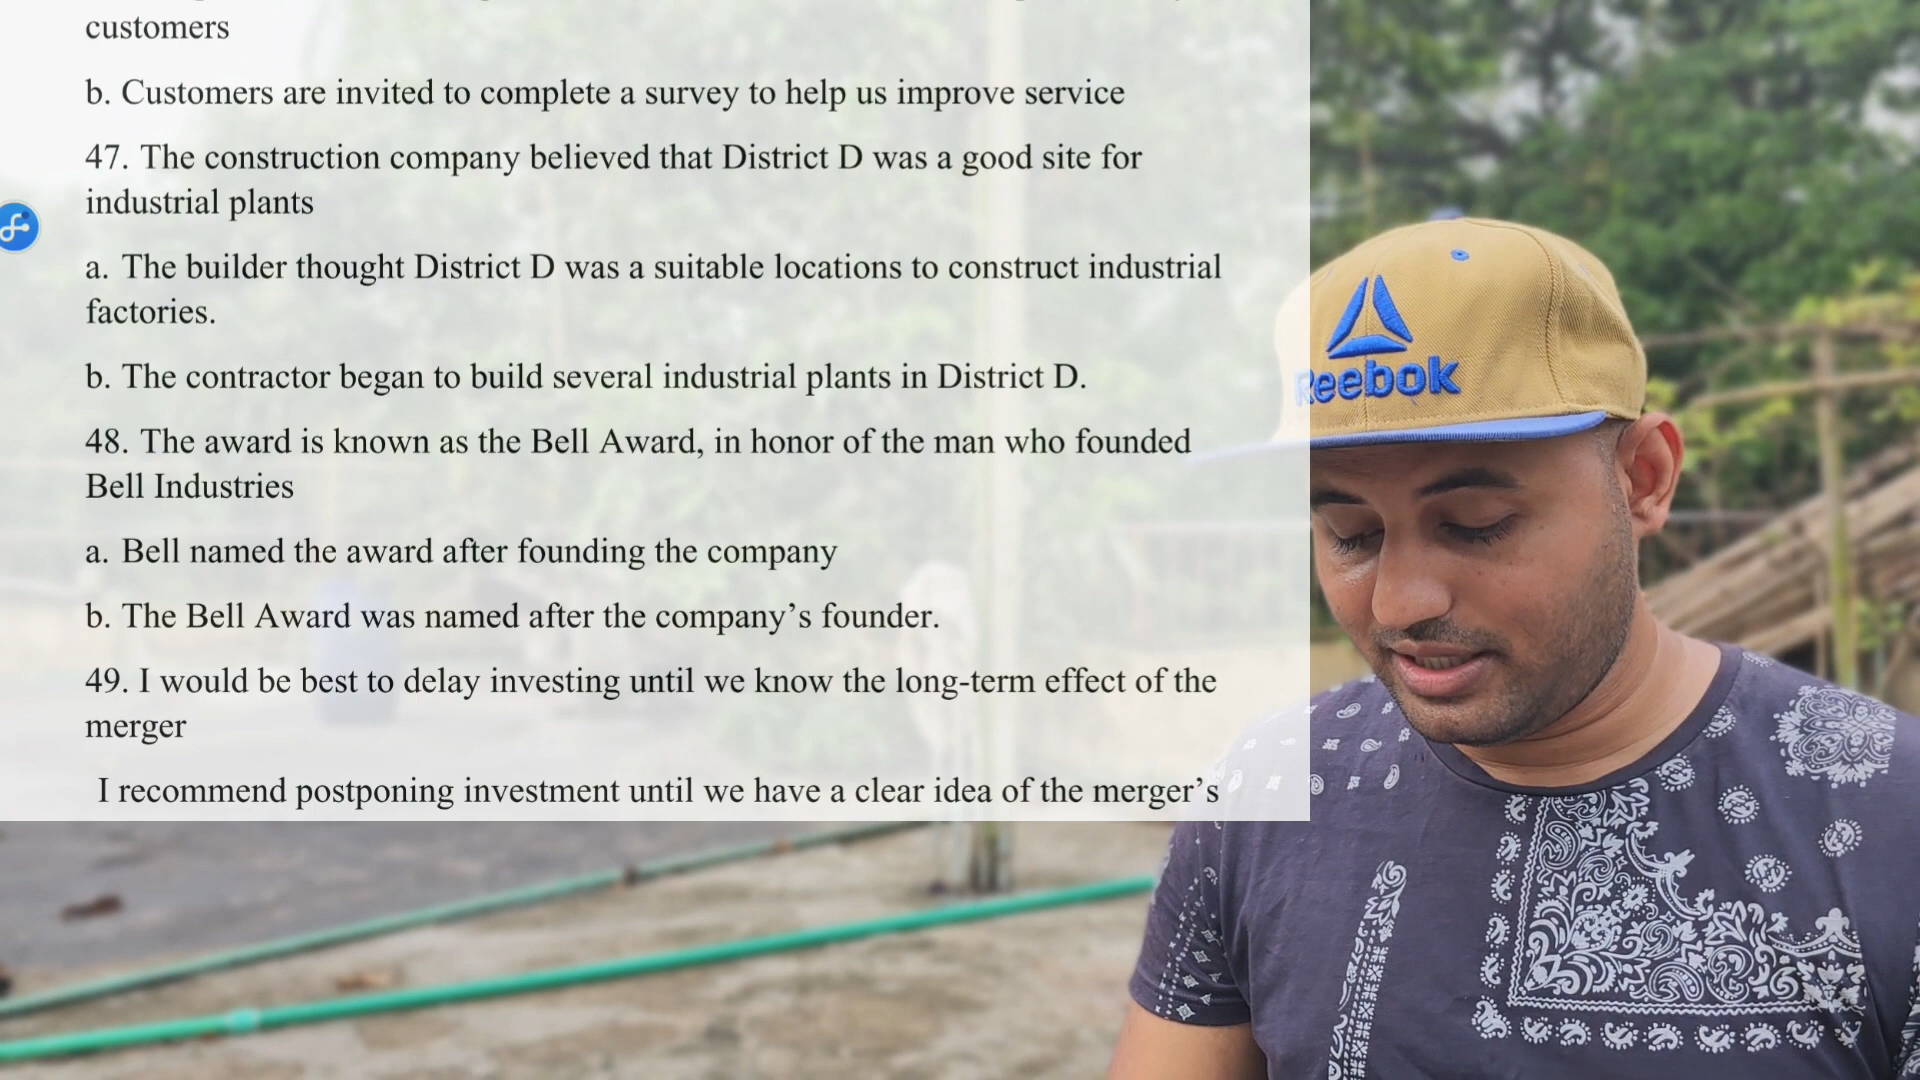 customers
b. Customers are invited to complete a survey to help us improve service
47. The construction company believed that District D was a good site for
industrial plants
a. The builder thought District D was a suitable locations to construct industrial
factories.
b. The contractor began to build several industrial plants in District D.
48. The award is known as the Bell Award, in honor of the man who founded
Bell Industries
a. Bell named the award after founding the company
b. The Bell Award was named after the company’s founder.
49. I would be best to delay investing until we know the long-term effect of the
merger
I recommend postponing investment until we have a clear idea of the merger’s
Reebok